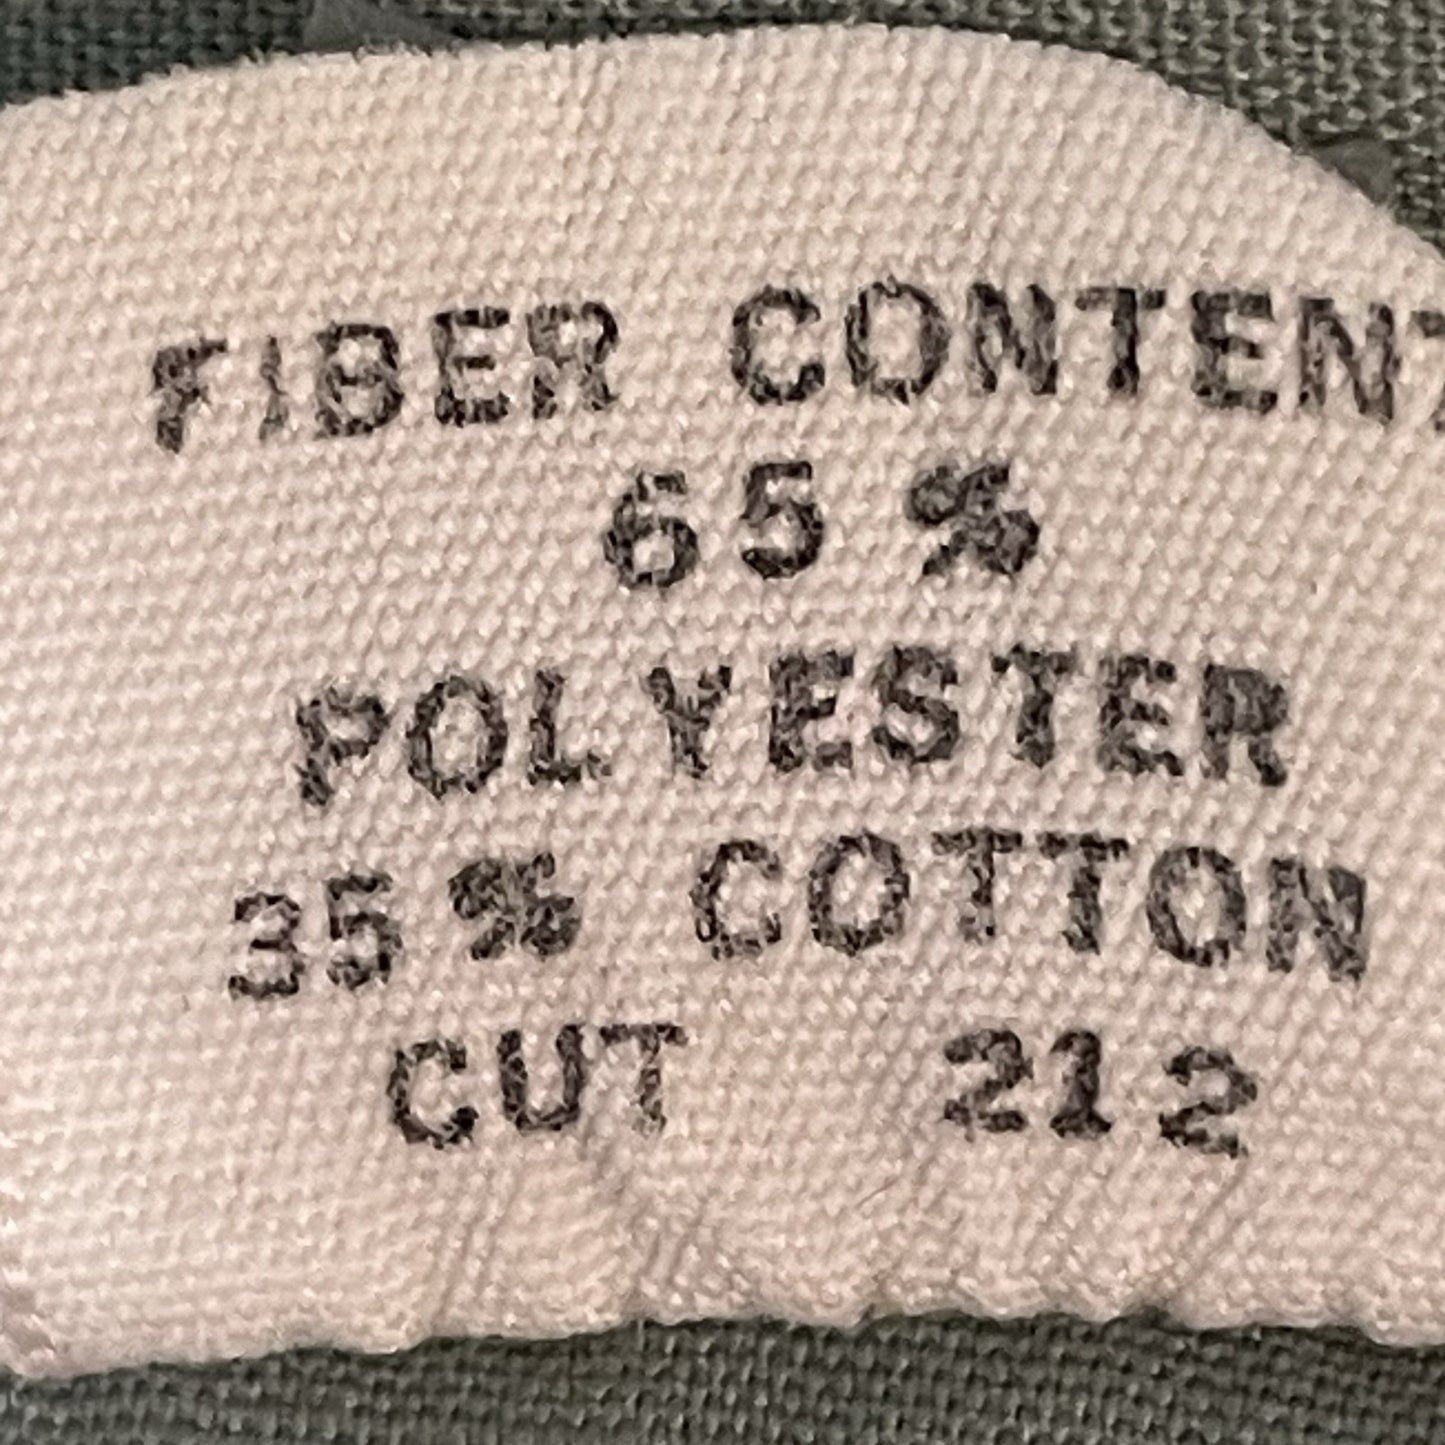 FIBER CONTENT
65%
POLYESTER
35% COTTON
CUT 212